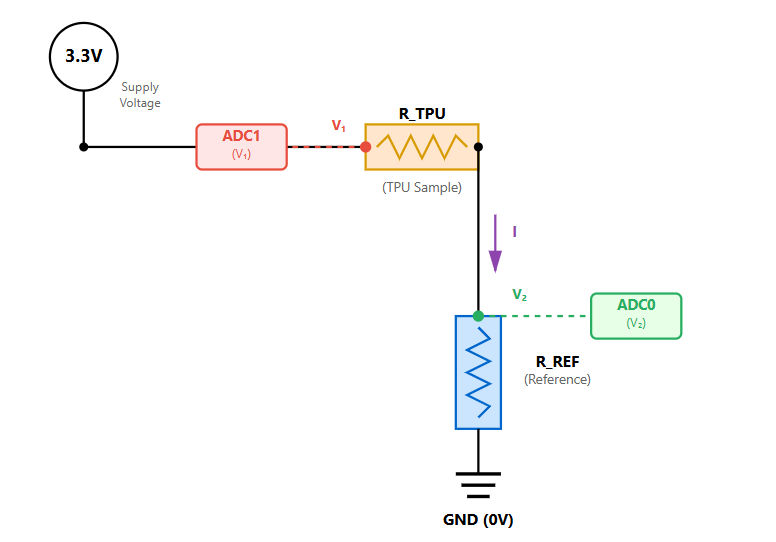 3.3V
Supply
Voltage
ADC1
(V₁)
V₁
R_TPU
(TPU Sample)
I
V₂
ADC0
(V₂)
R_REF
(Reference)
GND (0V)